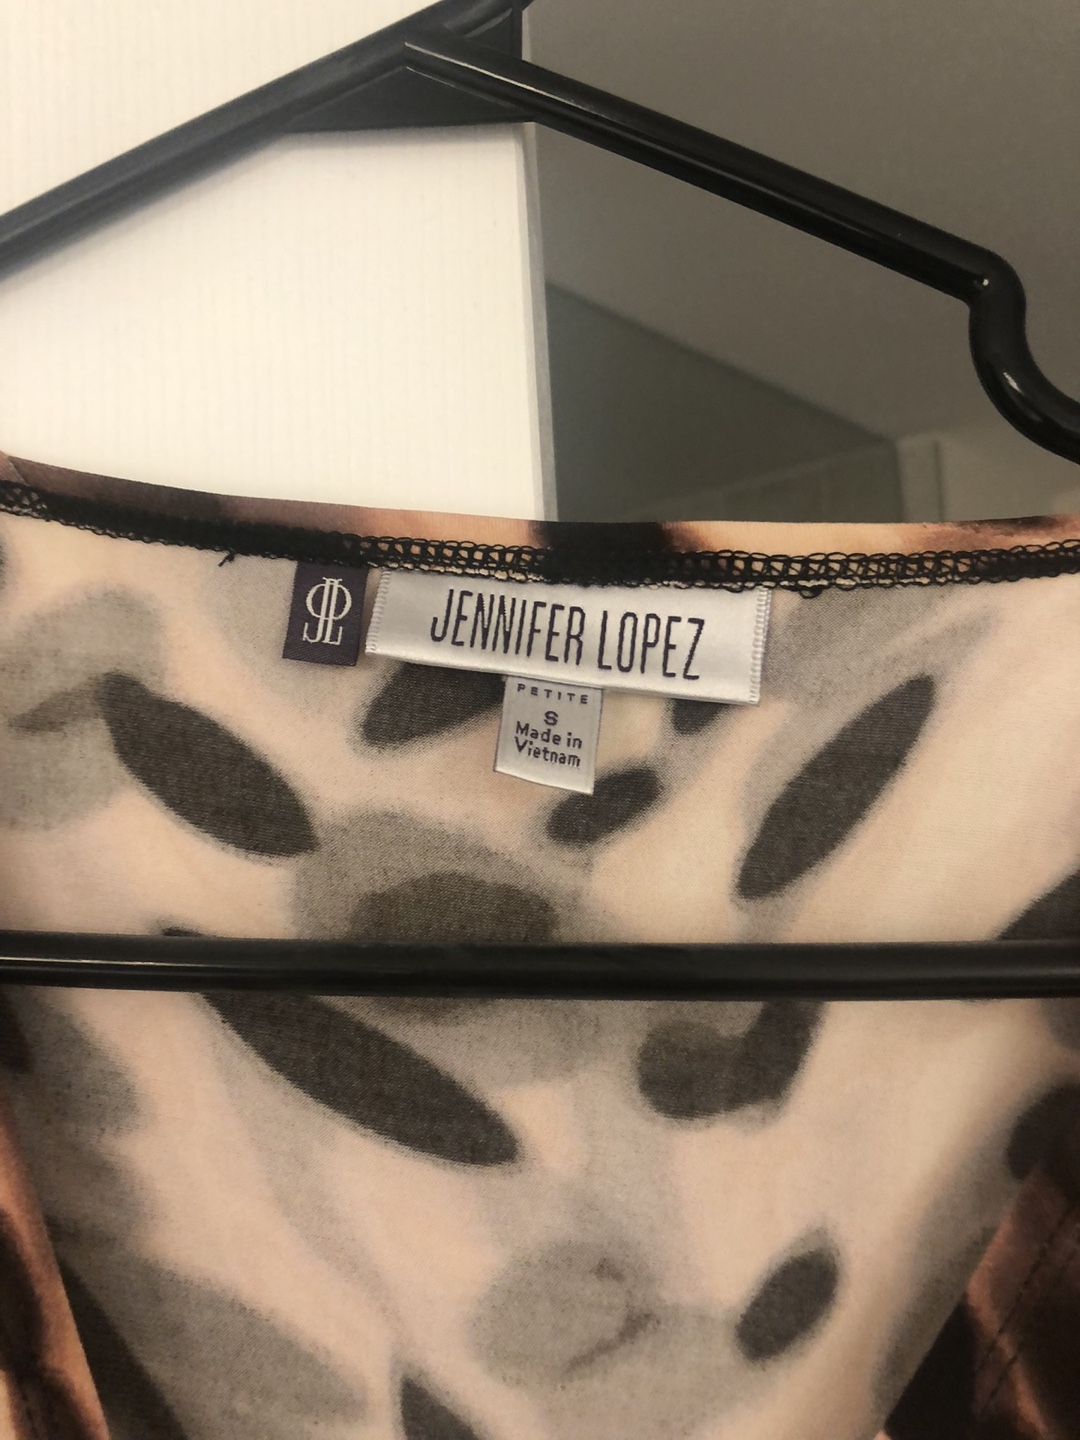 JL
JENNIFER LOPEZ
PETITE
S
Made in
Vietnam